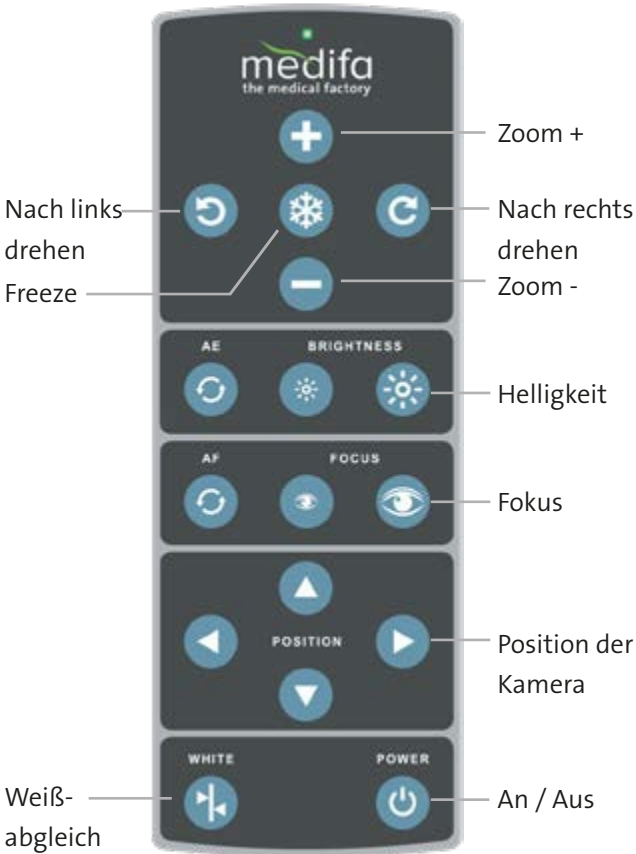 medifa
the medical factory
Zoom +
Nach links
drehen
Nach rechts
drehen
Freeze
Zoom -
AE BRIGHTNESS
Helligkeit
AF FOCUS
Fokus
POSITION
Position der
Kamera
WHITE POWER
Weiß-
abgleich
An / Aus